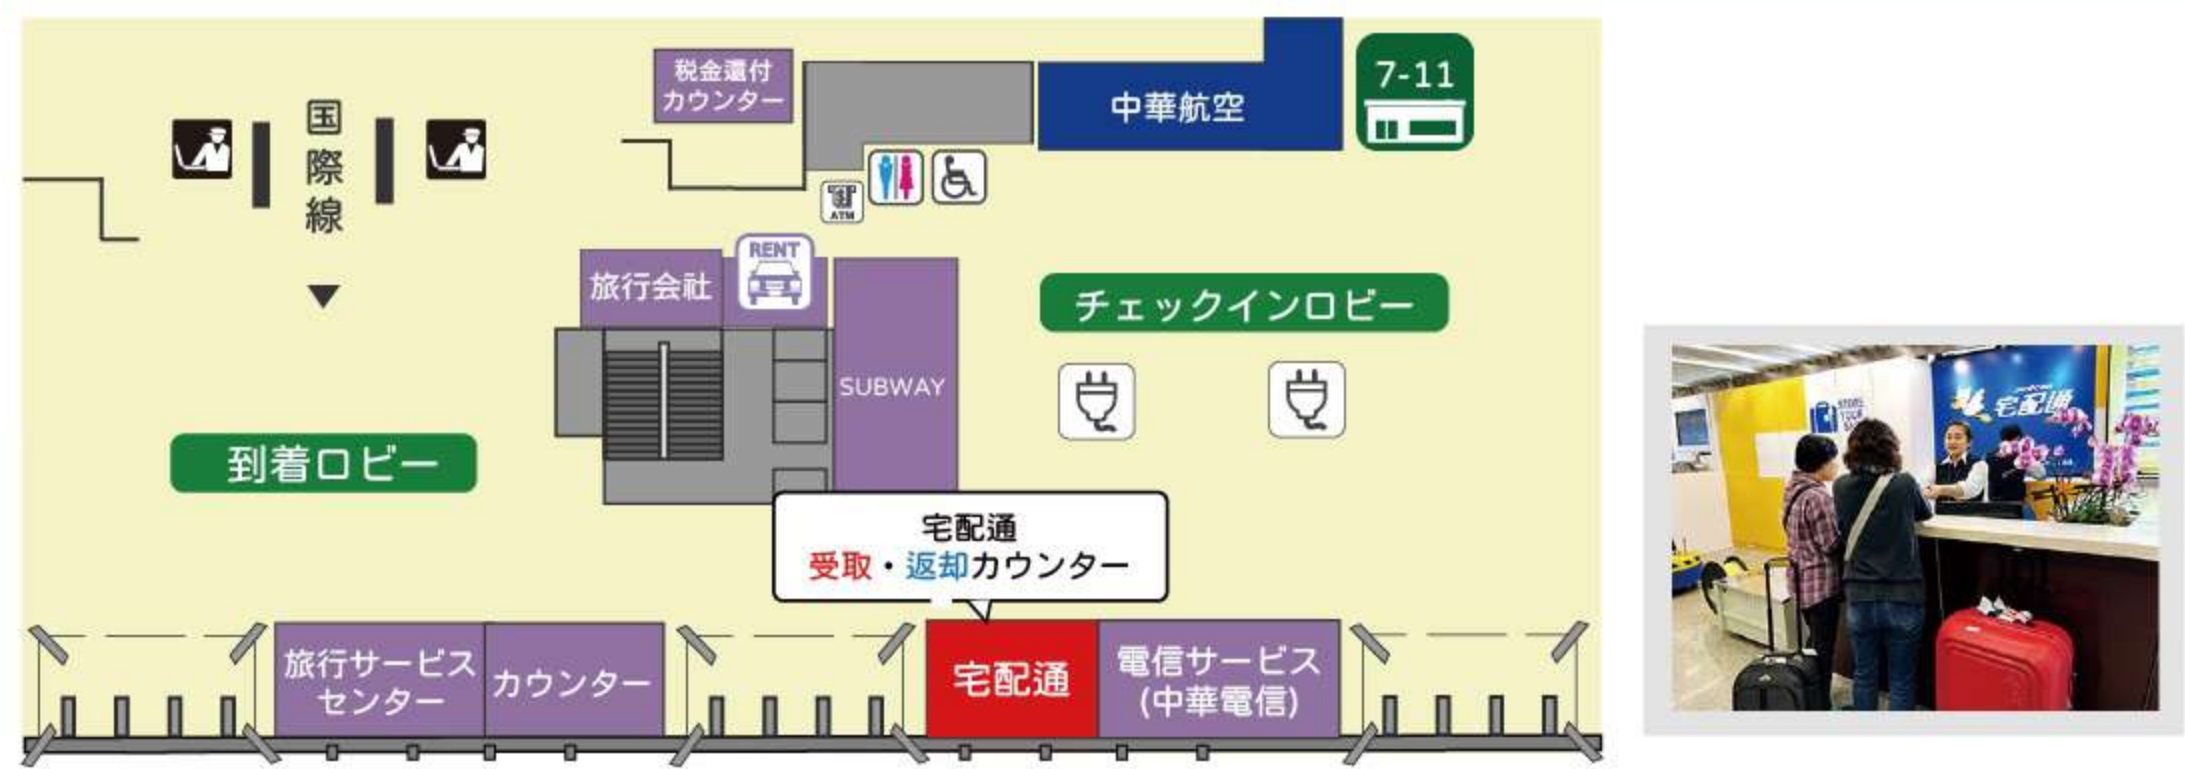 税金還付
カウンター
中華航空
7-11
国
際
線
ATM
RENT
旅行会社
SUBWAY
チェックインロビー
到着ロビー
宅配通
受取・返却カウンター
旅行サービス
センター
カウンター
宅配通
電信サービス
(中華電信)
STORE
YOUR
宅配通